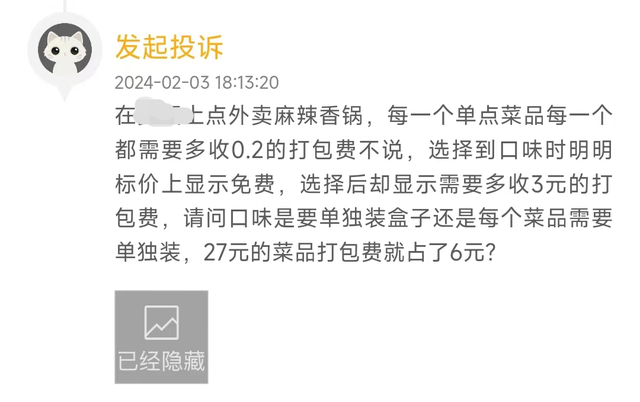 发起投诉
2024-02-03 18:13:20
在上点外卖麻辣香锅，每一个单点菜品每一个
都需要多收0.2的打包费不说，选择到口味时明明
标价上显示免费，选择后却显示需要多收3元的打
包费，请问口味是要单独装盒子还是每个菜品需要
单独装，27元的菜品打包费就占了6元？
已经隐藏